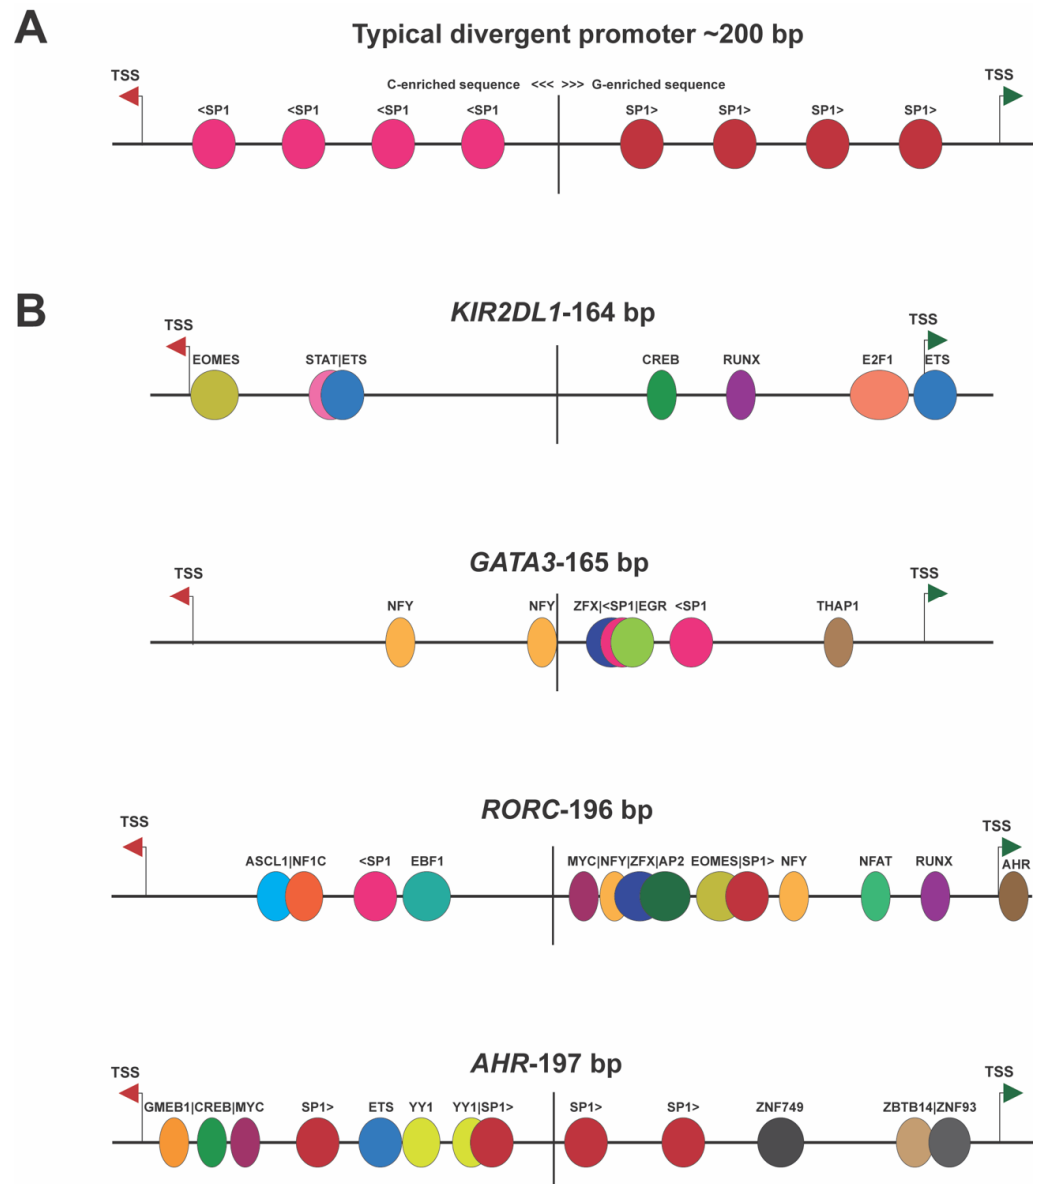 A
Typical divergent promoter ~200 bp
TSS
C-enriched sequence <<< >>> G-enriched sequence
TSS
<SP1 <SP1 <SP1 <SP1 SP1> SP1> SP1> SP1>
B
KIR2DL1-164 bp
TSS TSS
EOMES STAT|ETS CREB RUNX E2F1 ETS
GATA3-165 bp
TSS TSS
NFY NFY ZFX|<SP1|EGR <SP1 THAP1
RORC-196 bp
TSS TSS
ASCL1|NF1C <SP1 EBF1 MYC|NFY|ZFX|AP2 EOMES|SP1> NFY NFAT RUNX AHR
AHR-197 bp
TSS TSS
GMEB1|CREB|MYC SP1> ETS YY1 YY1|SP1> SP1> SP1> ZNF749 ZBTB14|ZNF93